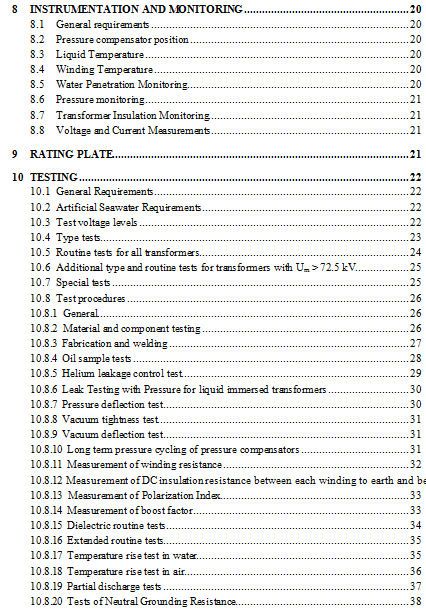 8 INSTRUMENTATION AND MONITORING....................20
8.1 General requirements....................20
8.2 Pressure compensator position....................20
8.3 Liquid Temperature....................20
8.4 Winding Temperature....................20
8.5 Water Penetration Monitoring....................20
8.6 Pressure monitoring....................21
8.7 Transformer Insulation Monitoring....................21
8.8 Voltage and Current Measurements....................21
9 RATING PLATE....................21
10 TESTING....................22
10.1 General Requirements....................22
10.2 Artificial Seawater Requirements....................22
10.3 Test voltage levels....................22
10.4 Type tests....................23
10.5 Routine tests for all transformers....................24
10.6 Additional type and routine tests for transformers with Um > 72.5 kV....................25
10.7 Special tests....................25
10.8 Test procedures....................26
10.8.1 General....................26
10.8.2 Material and component testing....................26
10.8.3 Fabrication and welding....................27
10.8.4 Oil sample tests....................28
10.8.5 Helium leakage control test....................29
10.8.6 Leak Testing with Pressure for liquid immersed transformers....................30
10.8.7 Pressure deflection test....................30
10.8.8 Vacuum tightness test....................31
10.8.9 Vacuum deflection test....................31
10.8.10 Long term pressure cycling of pressure compensators....................31
10.8.11 Measurement of winding resistance....................32
10.8.12 Measurement of DC insulation resistance between each winding to earth and be
10.8.13 Measurement of Polarization Index....................33
10.8.14 Measurement of boost factor....................33
10.8.15 Dielectric routine tests....................34
10.8.16 Extended routine tests....................35
10.8.17 Temperature rise test in water....................35
10.8.18 Temperature rise test in air....................36
10.8.19 Partial discharge tests....................37
10.8.20 Tests of Neutral Grounding Resistance....................38